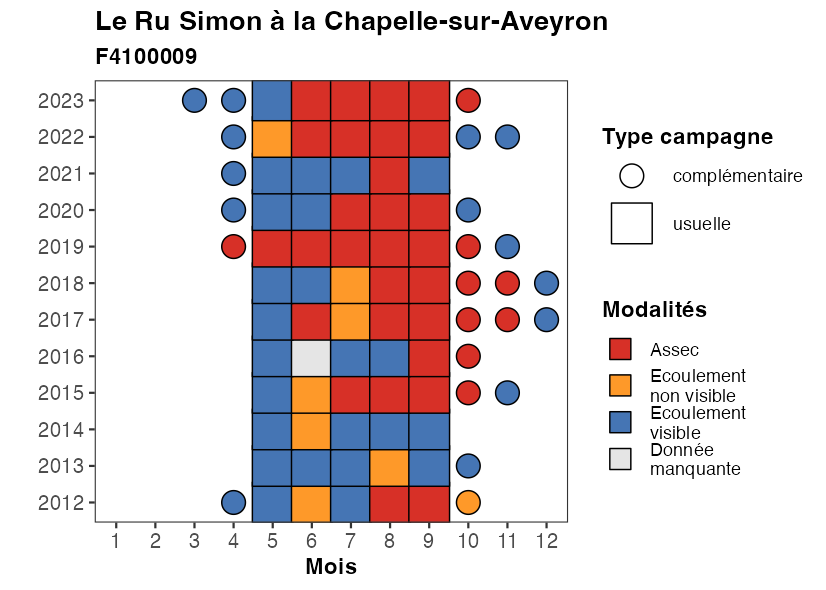 Le Ru Simon à la Chapelle-sur-Aveyron
F4100009
2023
2022
2021
2020
2019
2018
2017
2016
2015
2014
2013
2012
1 2 3 4 5 6 7 8 9 10 11 12
Mois
Type campagne
complémentaire
usuelle
Modalités
Assec
Ecoulement
non visible
Ecoulement
visible
Donnée
manquante